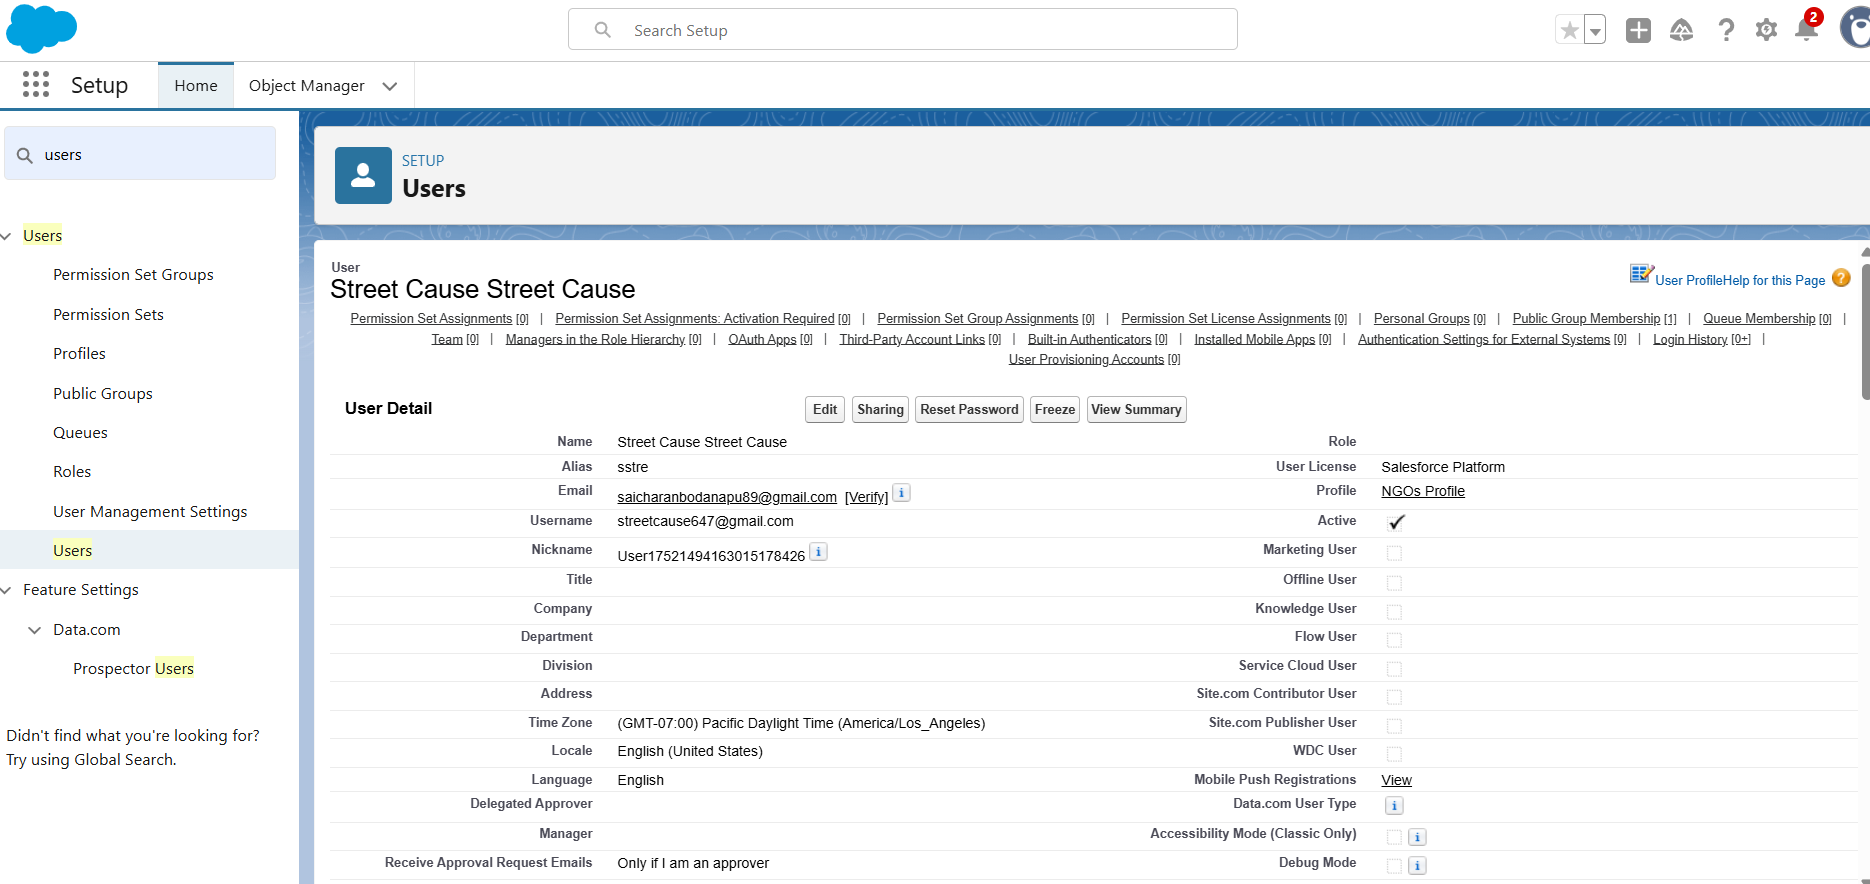 Search Setup
2
Setup
Home
Object Manager
users
Users
Permission Set Groups
Permission Sets
Profiles
Public Groups
Queues
Roles
User Management Settings
Users
Feature Settings
Data.com
Prospector Users
Didn't find what you're looking for?
Try using Global Search.
SETUP
Users
User
Street Cause Street Cause
User Profile Help for this Page ?
Permission Set Assignments [0] | Permission Set Assignments: Activation Required [0] | Permission Set Group Assignments [0] | Permission Set License Assignments [0] | Personal Groups [0] | Public Group Membership [1] | Queue Membership [0] |
Team [0] | Managers in the Role Hierarchy [0] | OAuth Apps [0] | Third-Party Account Links [0] | Built-in Authenticators [0] | Installed Mobile Apps [0] | Authentication Settings for External Systems [0] | Login History [0+] |
User Provisioning Accounts [0]
User Detail
Edit Sharing Reset Password Freeze View Summary
Name Street Cause Street Cause Role
Alias sstre User License Salesforce Platform
Email saicharanbodanapu89@gmail.com [Verify] i Profile NGOs Profile
Username streetcause647@gmail.com Active
Nickname User17521494163015178426 i Marketing User
Title Offline User
Company Knowledge User
Department Flow User
Division Service Cloud User
Address Site.com Contributor User
Time Zone (GMT-07:00) Pacific Daylight Time (America/Los_Angeles) Site.com Publisher User
Locale English (United States) WDC User
Language English Mobile Push Registrations View
Delegated Approver Data.com User Type i
Manager Accessibility Mode (Classic Only) i
Receive Approval Request Emails Only if I am an approver Debug Mode i